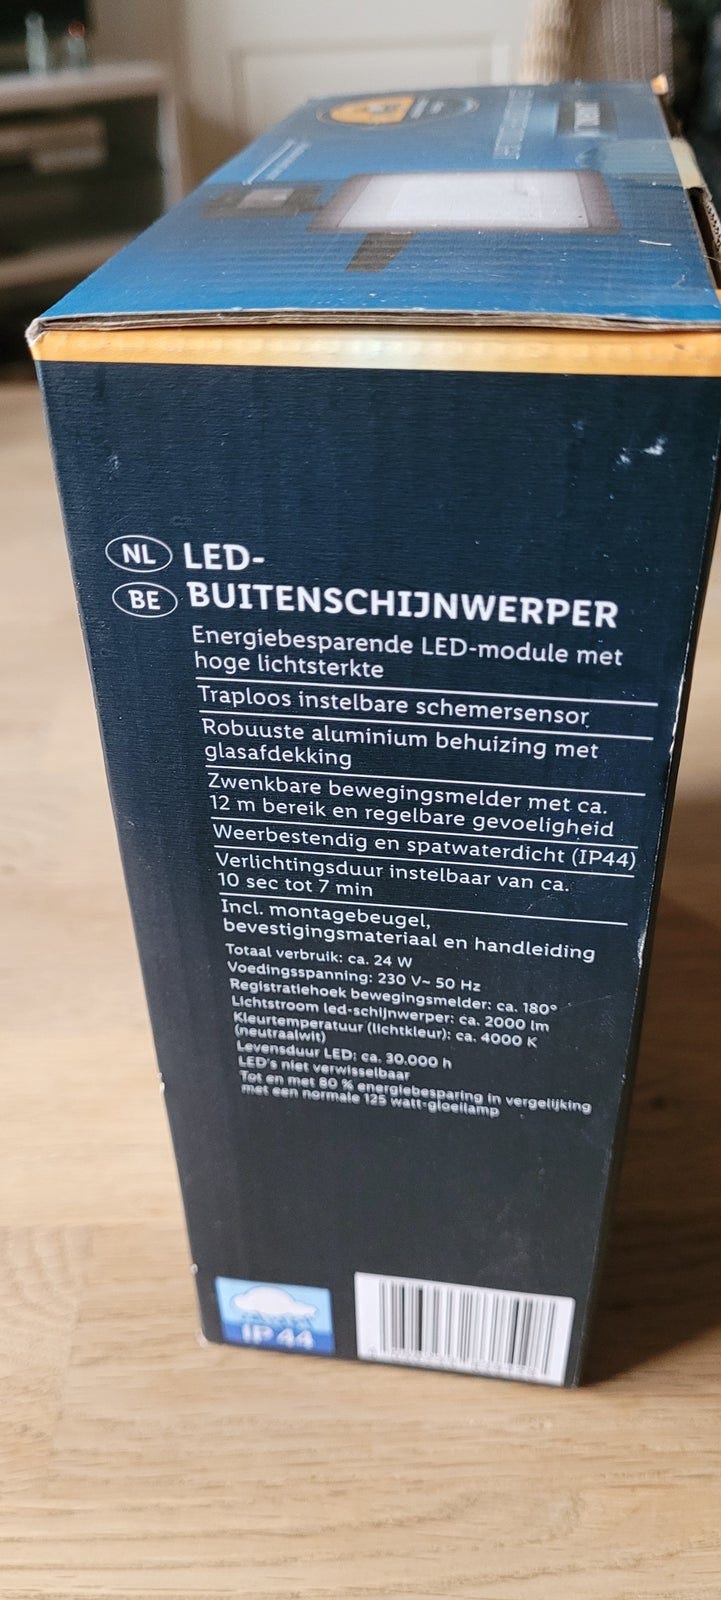 NL LED-
BE BUITENSCHIJNWERPER
Energiebesparende LED-module met
hoge lichtsterkte
Traploos instelbare schemersensor
Robuuste aluminium behuizing met
glasafdekking
Zwenkbare bewegingsmelder met ca.
12 m bereik en regelbare gevoeligheid
Weerbestendig en spatwaterdicht (IP44)
Verlichtingsduur instelbaar van ca.
10 sec tot 7 min
Incl. montagebeugel,
bevestigingsmateriaal en handleiding
Totaal verbruik: ca. 24 W
Voedingsspanning: 230 V~ 50 Hz
Registratiehoek bewegingsmelder: ca. 180°
Lichtstroom led-schijnwerper: ca. 2000 lm
Kleurtemperatuur (lichtkleur): ca. 4000 K
(neutraalwit)
Levensduur LED: ca. 30.000 h
LED's niet verwisselbaar
Tot en met 80 % energiebesparing in vergelijking
met een normale 125 watt-gloeilamp
IP44